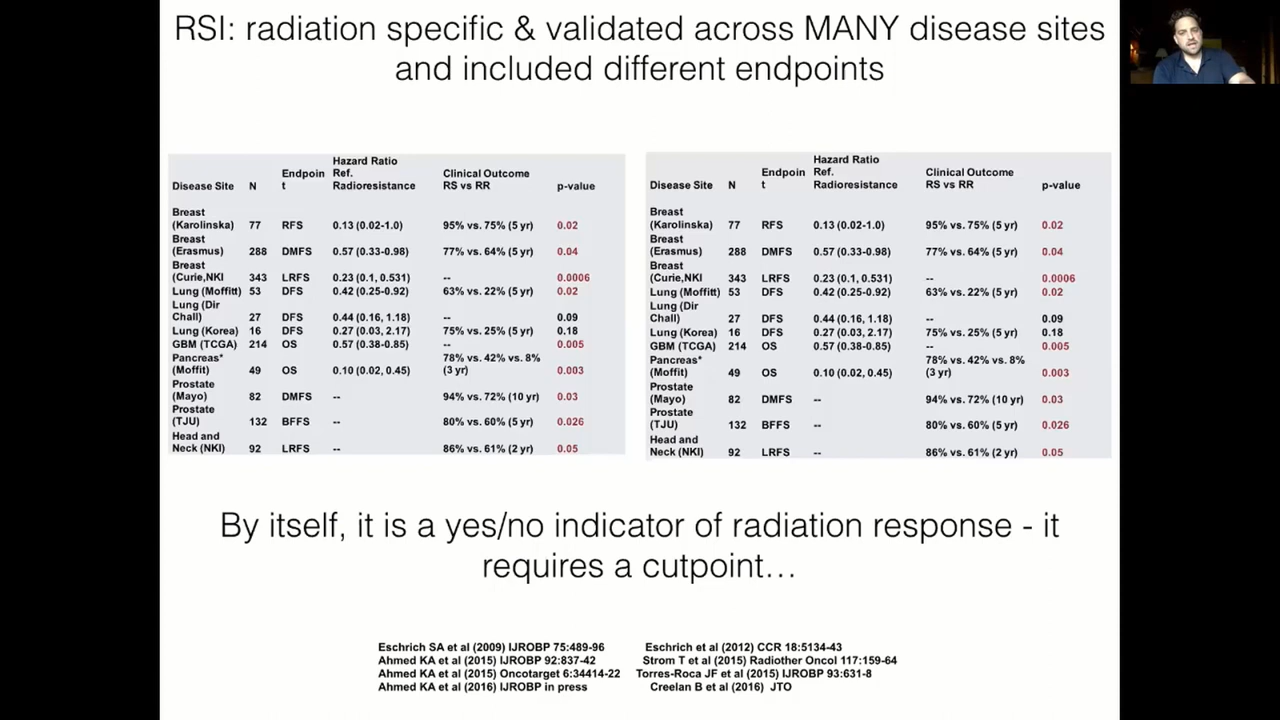 RSI: radiation specific & validated across MANY disease sites
and included different endpoints
Hazard Ratio
Endpoin Ref. Clinical Outcome
Disease Site N t Radioresistance RS vs RR p-value
Breast
(Karolinska) 77 RFS 0.13 (0.02-1.0) 95% vs. 75% (5 yr) 0.02
Breast
(Erasmus) 288 DMFS 0.57 (0.33-0.98) 77% vs. 64% (5 yr) 0.04
Breast
(Curie,NKI 343 LRFS 0.23 (0.1, 0.531) -- 0.0006
Lung (Moffitt) 53 DFS 0.42 (0.25-0.92) 63% vs. 22% (5 yr) 0.02
Lung (Dir
Chall) 27 DFS 0.44 (0.16, 1.18) -- 0.09
Lung (Korea) 16 DFS 0.27 (0.03, 2.17) 75% vs. 25% (5 yr) 0.18
GBM (TCGA) 214 OS 0.57 (0.38-0.85) -- 0.005
Pancreas* 78% vs. 42% vs. 8%
(Moffit) 49 OS 0.10 (0.02, 0.45) (3 yr) 0.003
Prostate
(Mayo) 82 DMFS -- 94% vs. 72% (10 yr) 0.03
Prostate
(TJU) 132 BFFS -- 80% vs. 60% (5 yr) 0.026
Head and
Neck (NKI) 92 LRFS -- 86% vs. 61% (2 yr) 0.05
Hazard Ratio
Endpoin Ref. Clinical Outcome
Disease Site N t Radioresistance RS vs RR p-value
Breast
(Karolinska) 77 RFS 0.13 (0.02-1.0) 95% vs. 75% (5 yr) 0.02
Breast
(Erasmus) 288 DMFS 0.57 (0.33-0.98) 77% vs. 64% (5 yr) 0.04
Breast
(Curie,NKI 343 LRFS 0.23 (0.1, 0.531) -- 0.0006
Lung (Moffitt) 53 DFS 0.42 (0.25-0.92) 63% vs. 22% (5 yr) 0.02
Lung (Dir
Chall) 27 DFS 0.44 (0.16, 1.18) -- 0.09
Lung (Korea) 16 DFS 0.27 (0.03, 2.17) 75% vs. 25% (5 yr) 0.18
GBM (TCGA) 214 OS 0.57 (0.38-0.85) -- 0.005
Pancreas* 78% vs. 42% vs. 8%
(Moffit) 49 OS 0.10 (0.02, 0.45) (3 yr) 0.003
Prostate
(Mayo) 82 DMFS -- 94% vs. 72% (10 yr) 0.03
Prostate
(TJU) 132 BFFS -- 80% vs. 60% (5 yr) 0.026
Head and
Neck (NKI) 92 LRFS -- 86% vs. 61% (2 yr) 0.05
By itself, it is a yes/no indicator of radiation response - it
requires a cutpoint…
Eschrich SA et al (2009) IJROBP 75:489-96 Eschrich et al (2012) CCR 18:5134-43
Ahmed KA et al (2015) IJROBP 92:837-42 Strom T et al (2015) Radiother Oncol 117:159-64
Ahmed KA et al (2015) Oncotarget 6:34414-22 Torres-Roca JF et al (2015) IJROBP 93:631-8
Ahmed KA et al (2016) IJROBP in press Creelan B et al (2016) JTO